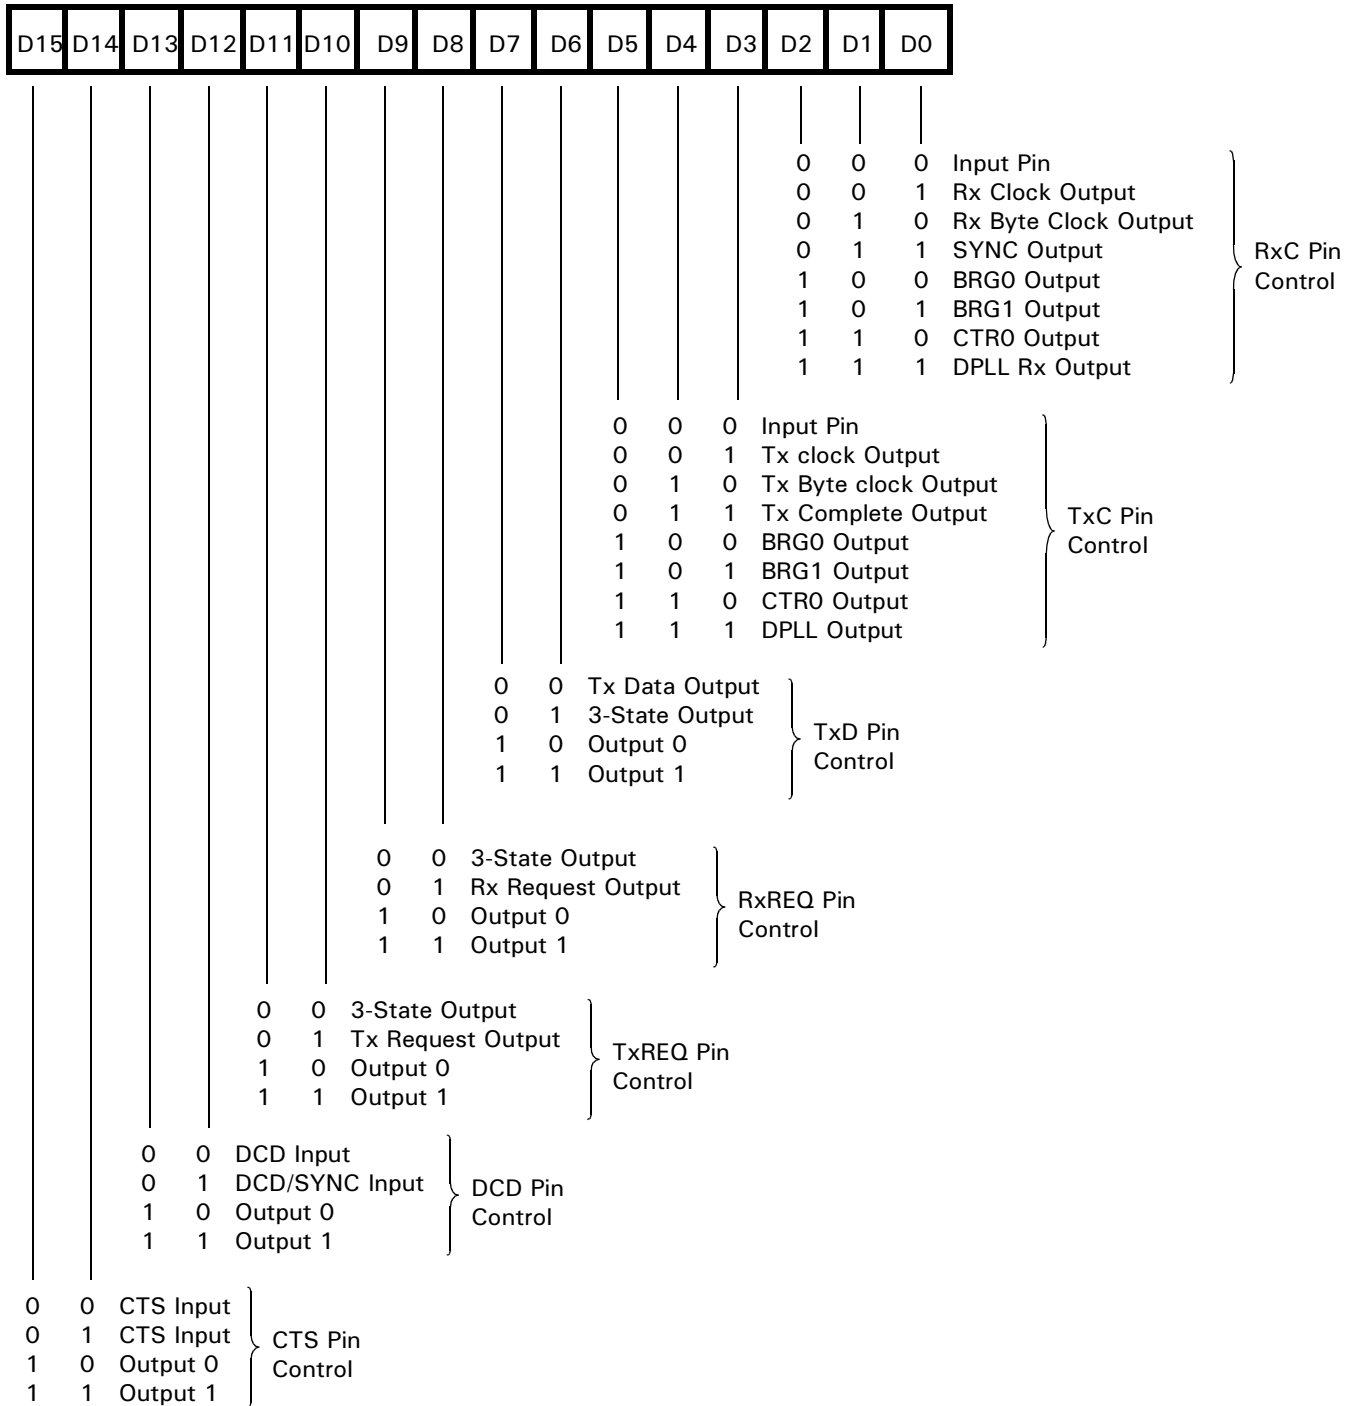 D15 D14 D13 D12 D11 D10 D9 D8 D7 D6 D5 D4 D3 D2 D1 D0
0 0 0 Input Pin
0 0 1 Rx Clock Output
0 1 0 Rx Byte Clock Output
0 1 1 SYNC Output
1 0 0 BRG0 Output
1 0 1 BRG1 Output
1 1 0 CTR0 Output
1 1 1 DPLL Rx Output
RxC Pin
Control
0 0 0 Input Pin
0 0 1 Tx clock Output
0 1 0 Tx Byte clock Output
0 1 1 Tx Complete Output
1 0 0 BRG0 Output
1 0 1 BRG1 Output
1 1 0 CTR0 Output
1 1 1 DPLL Output
TxC Pin
Control
0 0 Tx Data Output
0 1 3-State Output
1 0 Output 0
1 1 Output 1
TxD Pin
Control
0 0 3-State Output
0 1 Rx Request Output
1 0 Output 0
1 1 Output 1
RxREQ Pin
Control
0 0 3-State Output
0 1 Tx Request Output
1 0 Output 0
1 1 Output 1
TxREQ Pin
Control
0 0 DCD Input
0 1 DCD/SYNC Input
1 0 Output 0
1 1 Output 1
DCD Pin
Control
0 0 CTS Input
0 1 CTS Input
1 0 Output 0
1 1 Output 1
CTS Pin
Control